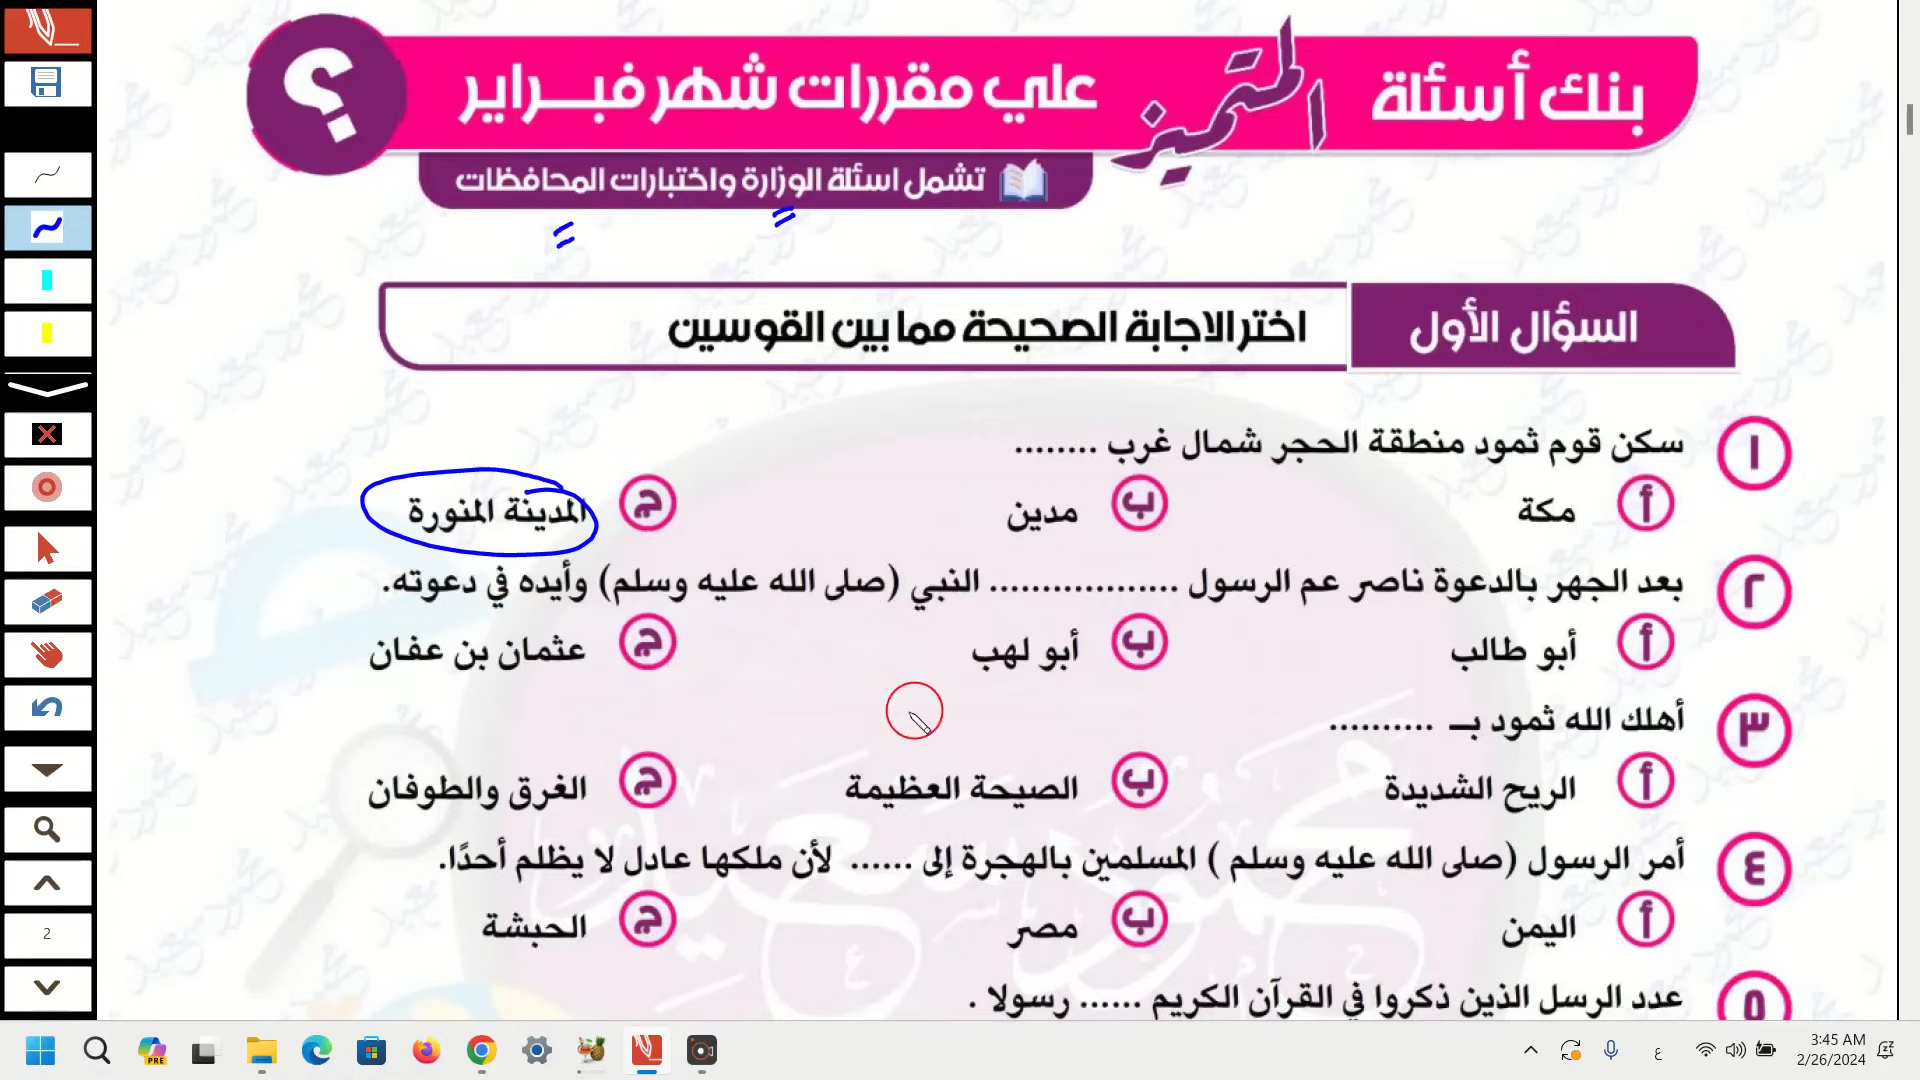 بنك أسئلة المتميز علي مقررات شهر فبراير ؟
تشمل اسئلة الوزارة واختبارات المحافظات
السؤال الأول اختر الاجابة الصحيحة مما بين القوسين
١ سكن قوم ثمود منطقة الحجر شمال غرب ........
أ مكة ب مدين ج المدينة المنورة
٢ بعد الجهر بالدعوة ناصر عم الرسول .................. النبي (صلى الله عليه وسلم) وأيده في دعوته.
أ أبو طالب ب أبو لهب ج عثمان بن عفان
٣ أهلك الله ثمود بـ ..........
أ الريح الشديدة ب الصيحة العظيمة ج الغرق والطوفان
٤ أمر الرسول (صلى الله عليه وسلم ) المسلمين بالهجرة إلى ...... لأن ملكها عادل لا يظلم أحدًا.
أ اليمن ب مصر ج الحبشة
٥ عدد الرسل الذين ذكروا في القرآن الكريم ...... رسولا .
2
PRE
ع
3:45 AM
2/26/2024